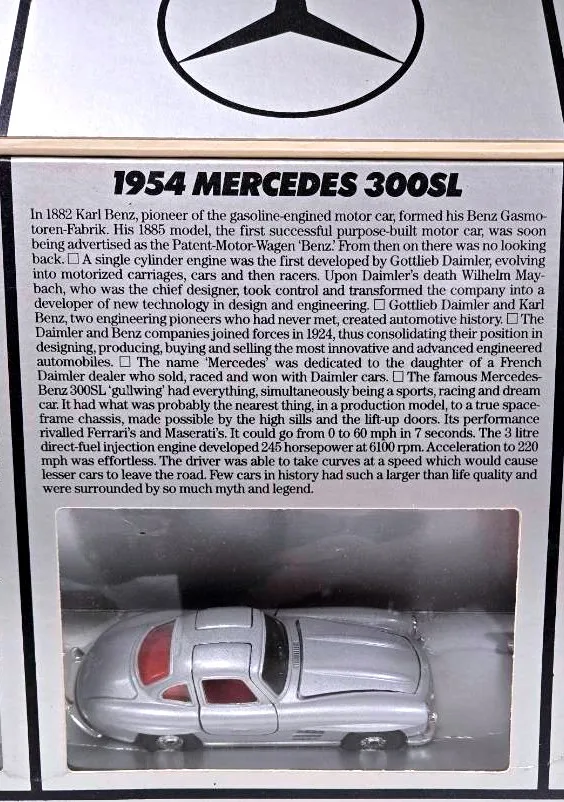 1954 MERCEDES 300SL
In 1882 Karl Benz, pioneer of the gasoline-engined motor car, formed his Benz Gasmo-
toren-Fabrik. His 1885 model, the first successful purpose-built motor car, was soon
being advertised as the Patent-Motor-Wagen 'Benz.' From then on there was no looking
back. □ A single cylinder engine was the first developed by Gottlieb Daimler, evolving
into motorized carriages, cars and then racers. Upon Daimler's death Wilhelm May-
bach, who was the chief designer, took control and transformed the company into a
developer of new technology in design and engineering. □ Gottlieb Daimler and Karl
Benz, two engineering pioneers who had never met, created automotive history. □ The
Daimler and Benz companies joined forces in 1924, thus consolidating their position in
designing, producing, buying and selling the most innovative and advanced engineered
automobiles. □ The name 'Mercedes' was dedicated to the daughter of a French
Daimler dealer who sold, raced and won with Daimler cars. □ The famous Mercedes-
Benz 300SL 'gullwing' had everything, simultaneously being a sports, racing and dream
car. It had what was probably the nearest thing, in a production model, to a true space-
frame chassis, made possible by the high sills and the lift-up doors. Its performance
rivalled Ferrari's and Maserati's. It could go from 0 to 60 mph in 7 seconds. The 3 litre
direct-fuel injection engine developed 245 horsepower at 6100 rpm. Acceleration to 220
mph was effortless. The driver was able to take curves at a speed which would cause
lesser cars to leave the road. Few cars in history had such a larger than life quality and
were surrounded by so much myth and legend.